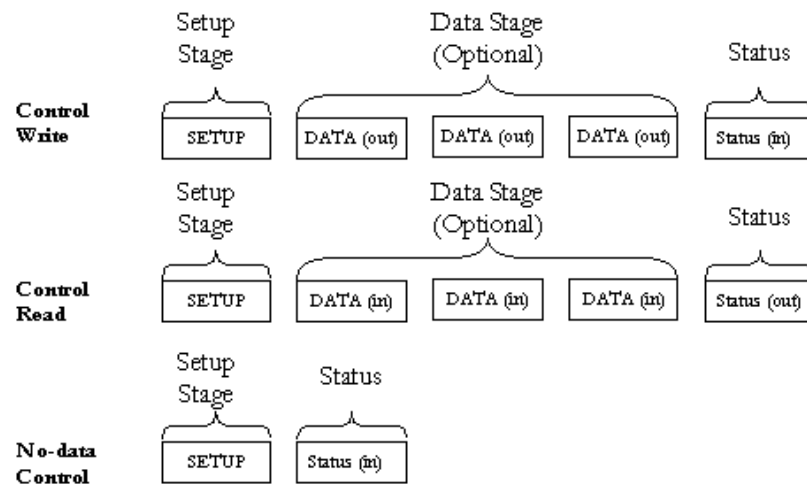 Setup
Stage
Data Stage
(Optional)
Status
Control
Write
SETUP
DATA (out)
DATA (out)
DATA (out)
Status (in)
Setup
Stage
Data Stage
(Optional)
Status
Control
Read
SETUP
DATA (in)
DATA (in)
DATA (in)
Status (out)
Setup
Stage
Status
No-data
Control
SETUP
Status (in)